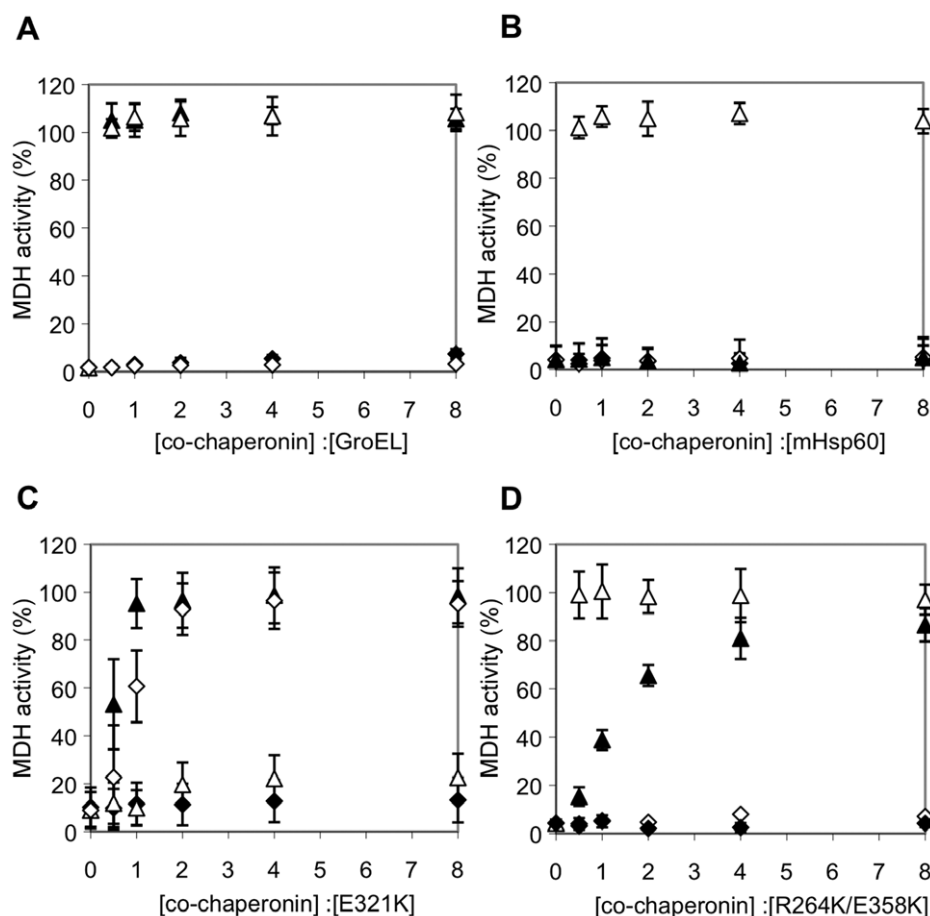 A
MDH activity (%)
120
100
80
60
40
20
0
0 1 2 3 4 5 6 7 8
[co-chaperonin] :[GroEL]
B
MDH activity (%)
120
100
80
60
40
20
0
0 1 2 3 4 5 6 7 8
[co-chaperonin] :[mHsp60]
C
MDH activity (%)
120
100
80
60
40
20
0
0 1 2 3 4 5 6 7 8
[co-chaperonin] :[E321K]
D
MDH activity (%)
120
100
80
60
40
20
0
0 1 2 3 4 5 6 7 8
[co-chaperonin] :[R264K/E358K]